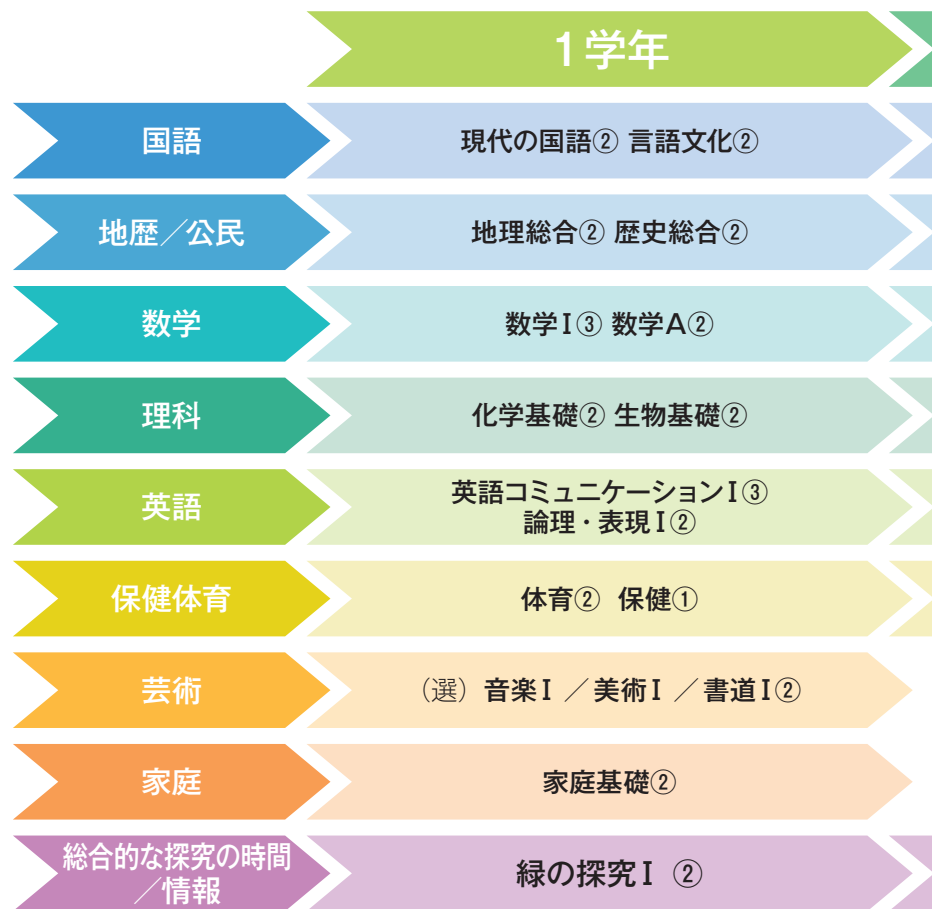 1学年
国語
現代の国語② 言語文化②
地歴／公民
地理総合② 歴史総合②
数学
数学Ⅰ③ 数学A②
理科
化学基礎② 生物基礎②
英語
英語コミュニケーションⅠ③
論理・表現Ⅰ②
保健体育
体育② 保健①
芸術
（選）音楽Ⅰ ／美術Ⅰ ／書道Ⅰ②
家庭
家庭基礎②
総合的な探究の時間
／情報
緑の探究Ⅰ ②